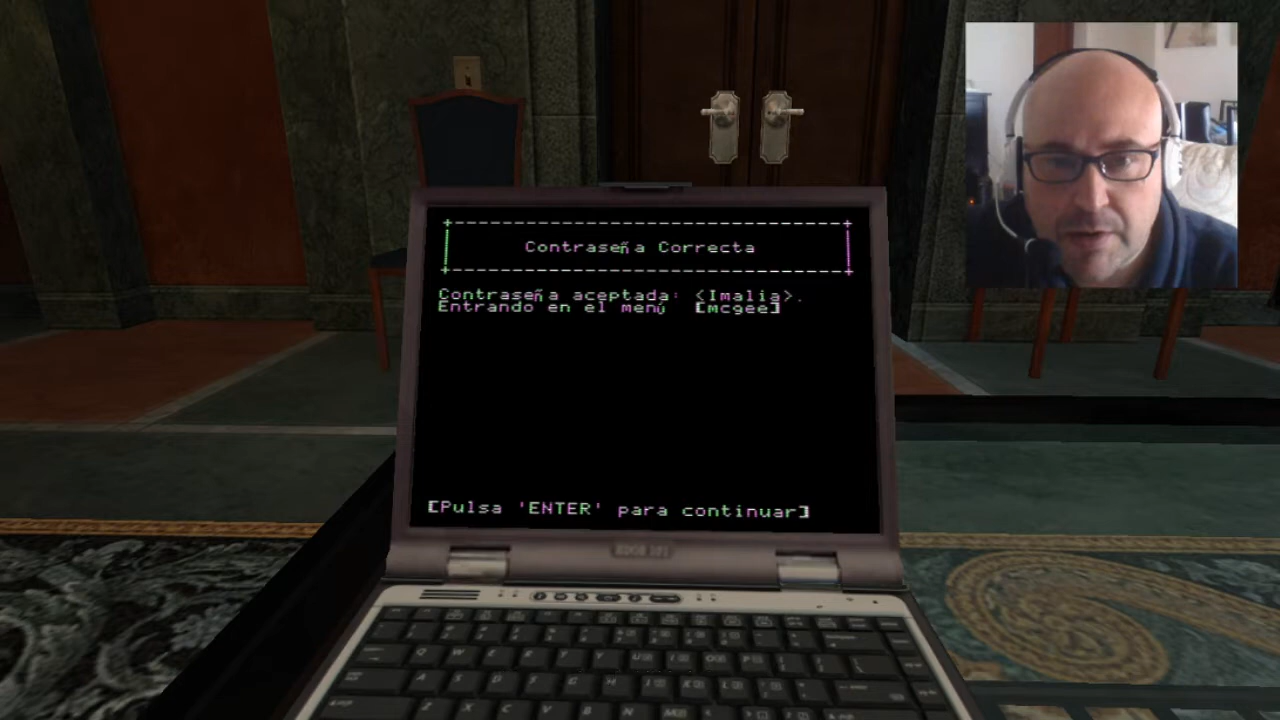 Contraseña Correcta
Contraseña aceptada: <Imalia>.
Entrando en el menú [mcgee]
[Pulsa 'ENTER' para continuar]